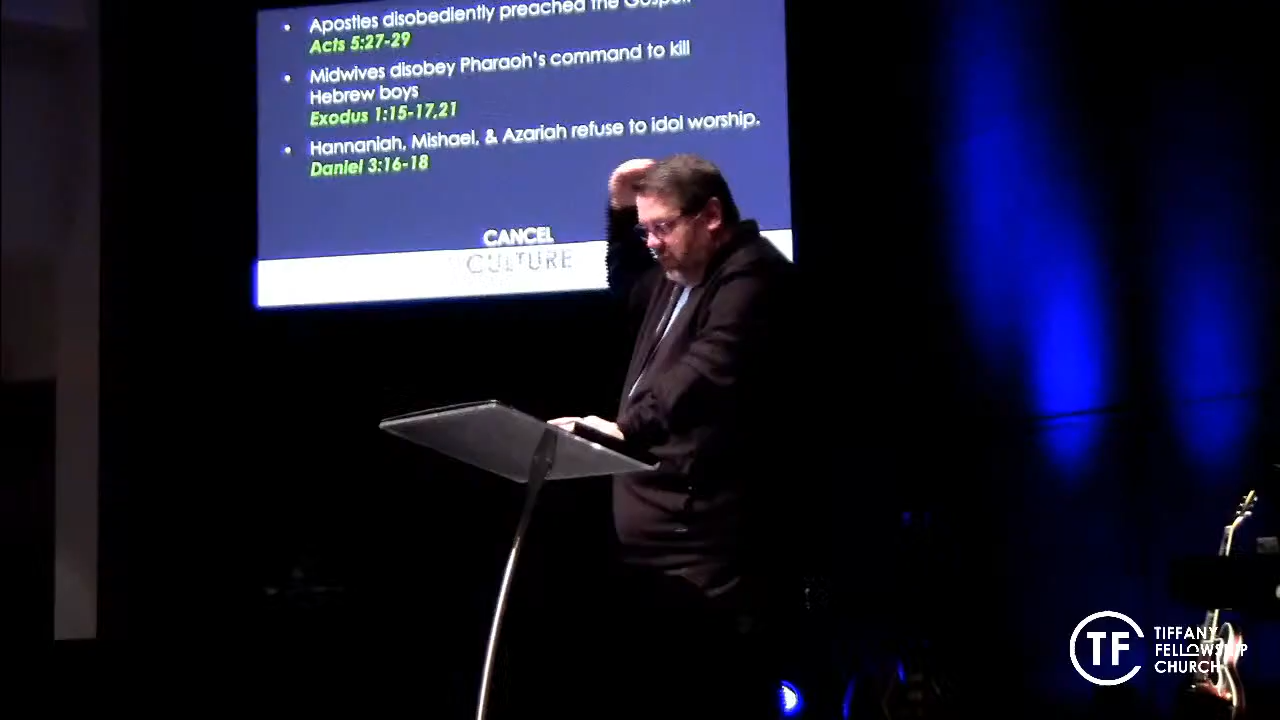 • Apostles disobediently preached the Gospel.
Acts 5:27-29
• Midwives disobey Pharaoh's command to kill
Hebrew boys
Exodus 1:15-17,21
• Hannaniah, Mishael, & Azariah refuse to idol worship.
Daniel 3:16-18
CANCEL
CULTURE
TF
TIFFANY
FELLOWSHIP
CHURCH